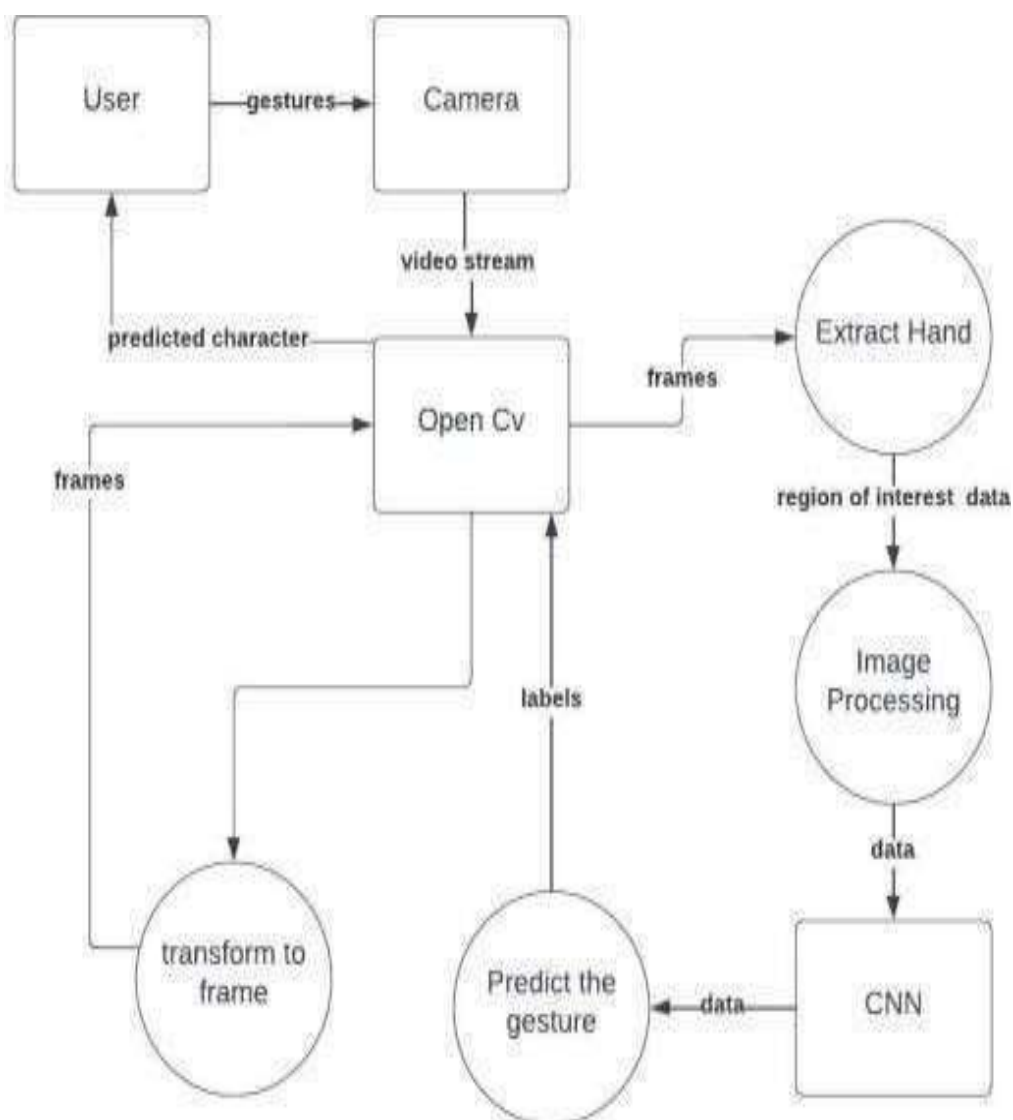 User
gestures
Camera
video stream
predicted character
Extract Hand
frames
Open Cv
frames
region of interest data
Image
Processing
labels
data
transform to
frame
Predict the
gesture
data
CNN